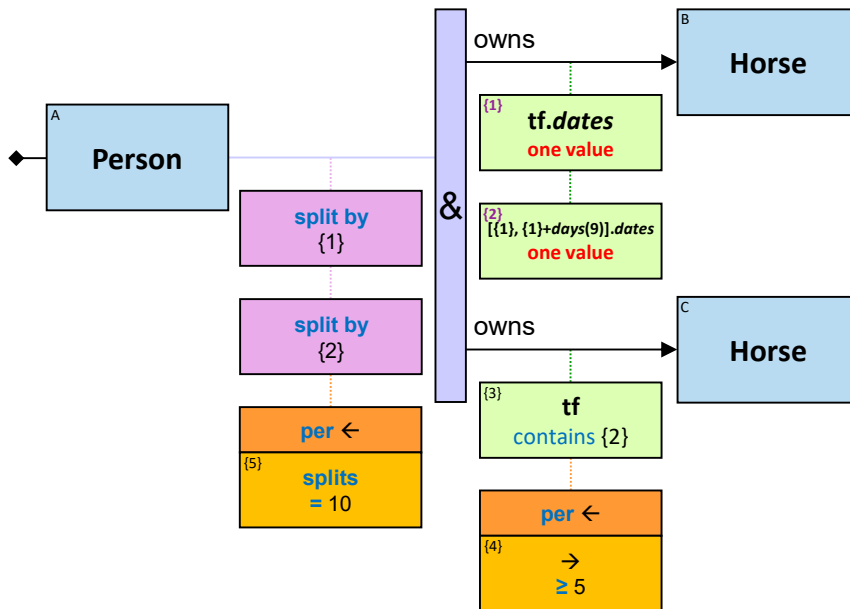 A
Person
split by
{1}
split by
{2}
per ←
{5}
splits
= 10
&
owns
B
Horse
{1}
tf.dates
one value
{2}
[{1}, {1}+days(9)].dates
one value
owns
C
Horse
{3}
tf
contains {2}
per ←
{4}
→
≥ 5